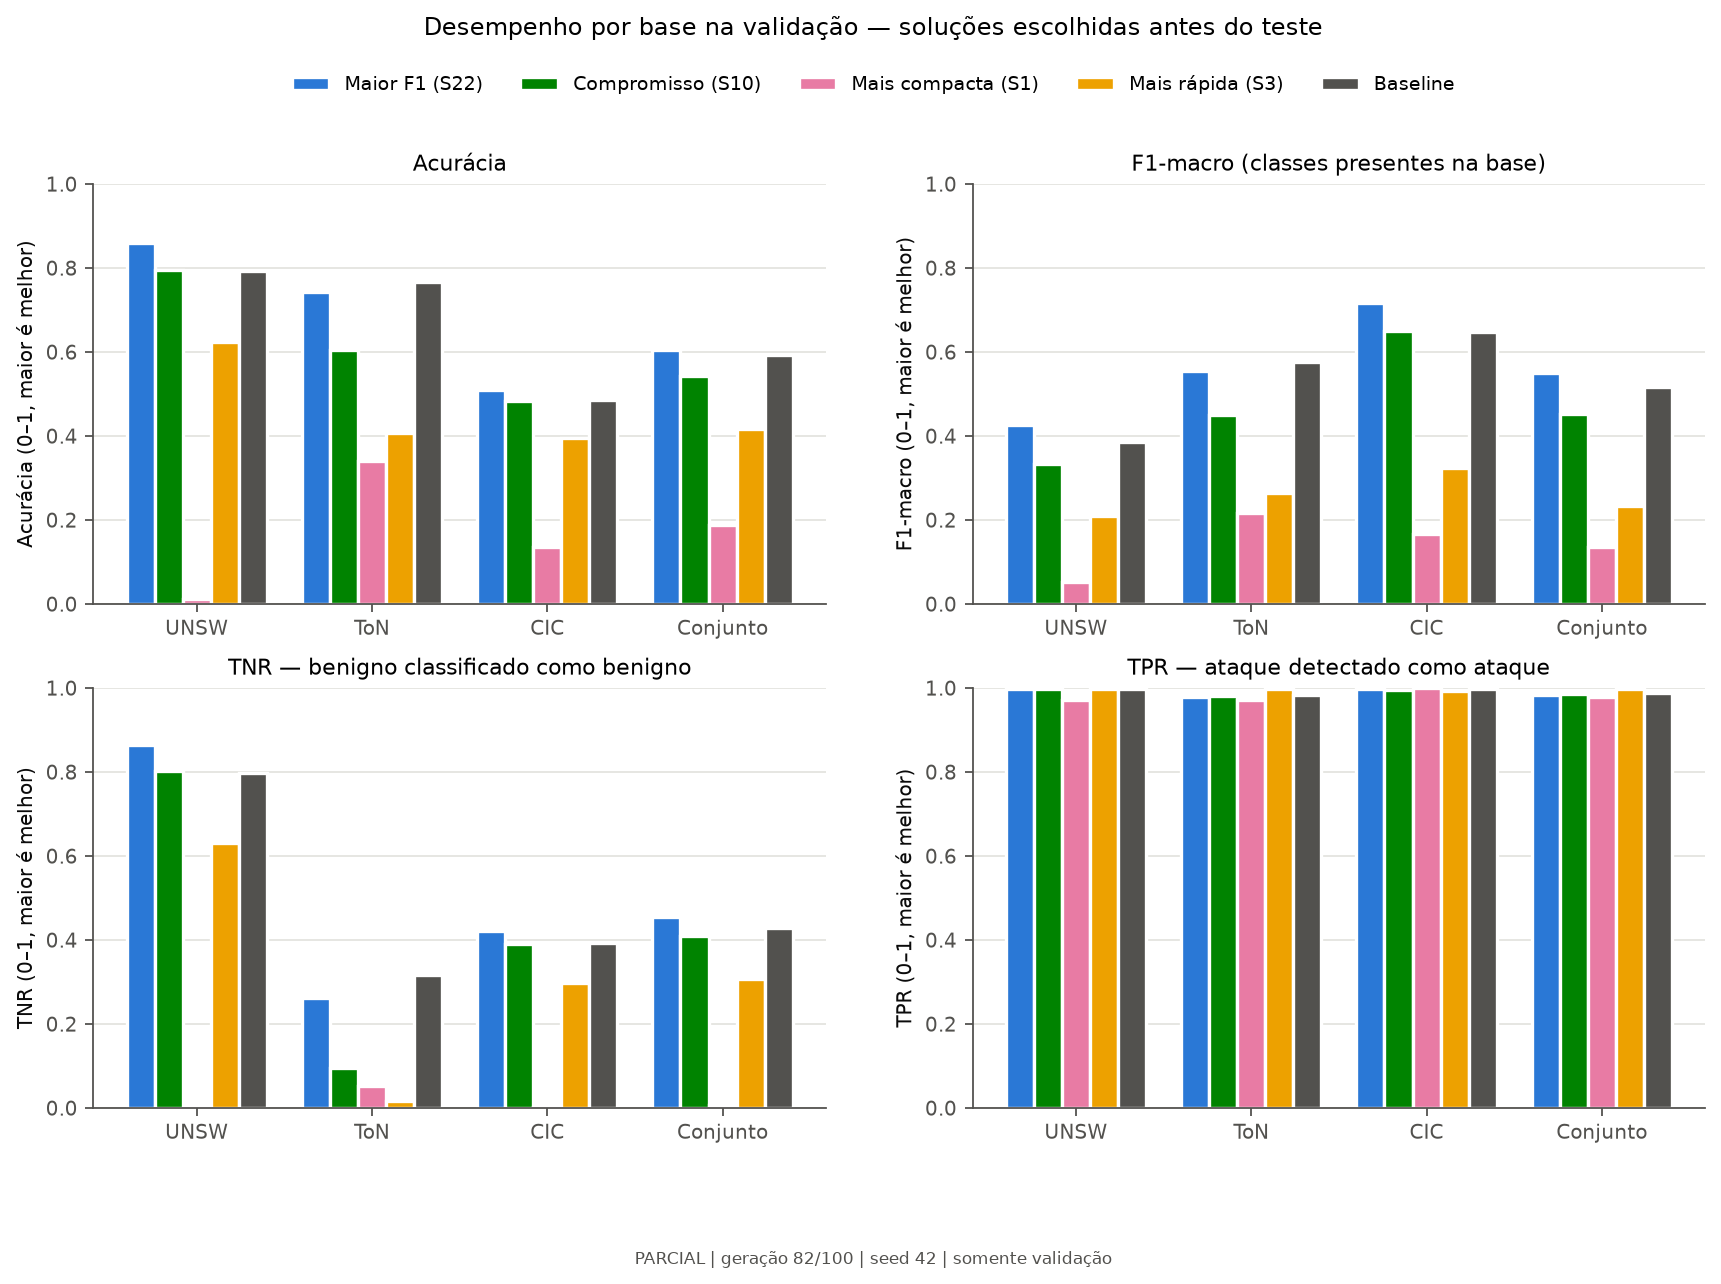 Desempenho por base na validação — soluções escolhidas antes do teste
Maior F1 (S22)
Compromisso (S10)
Mais compacta (S1)
Mais rápida (S3)
Baseline
Acurácia
Acurácia (0–1, maior é melhor)
1.0
0.8
0.6
0.4
0.2
0.0
UNSW
ToN
CIC
Conjunto
F1-macro (classes presentes na base)
F1-macro (0–1, maior é melhor)
1.0
0.8
0.6
0.4
0.2
0.0
UNSW
ToN
CIC
Conjunto
TNR — benigno classificado como benigno
TNR (0–1, maior é melhor)
1.0
0.8
0.6
0.4
0.2
0.0
UNSW
ToN
CIC
Conjunto
TPR — ataque detectado como ataque
TPR (0–1, maior é melhor)
1.0
0.8
0.6
0.4
0.2
0.0
UNSW
ToN
CIC
Conjunto
PARCIAL | geração 82/100 | seed 42 | somente validação